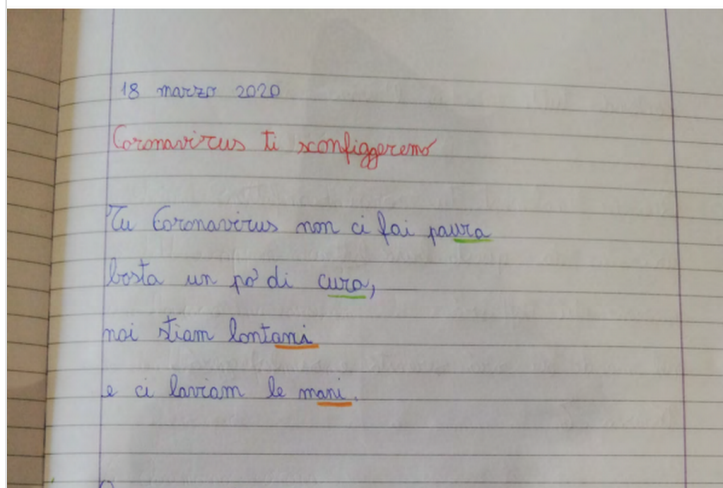 18 marzo 2020
Coronavirus ti sconfiggeremo
Tu Coronavirus non ci fai paura
basta un po' di cura,
noi stiam lontani
e ci laviam le mani.